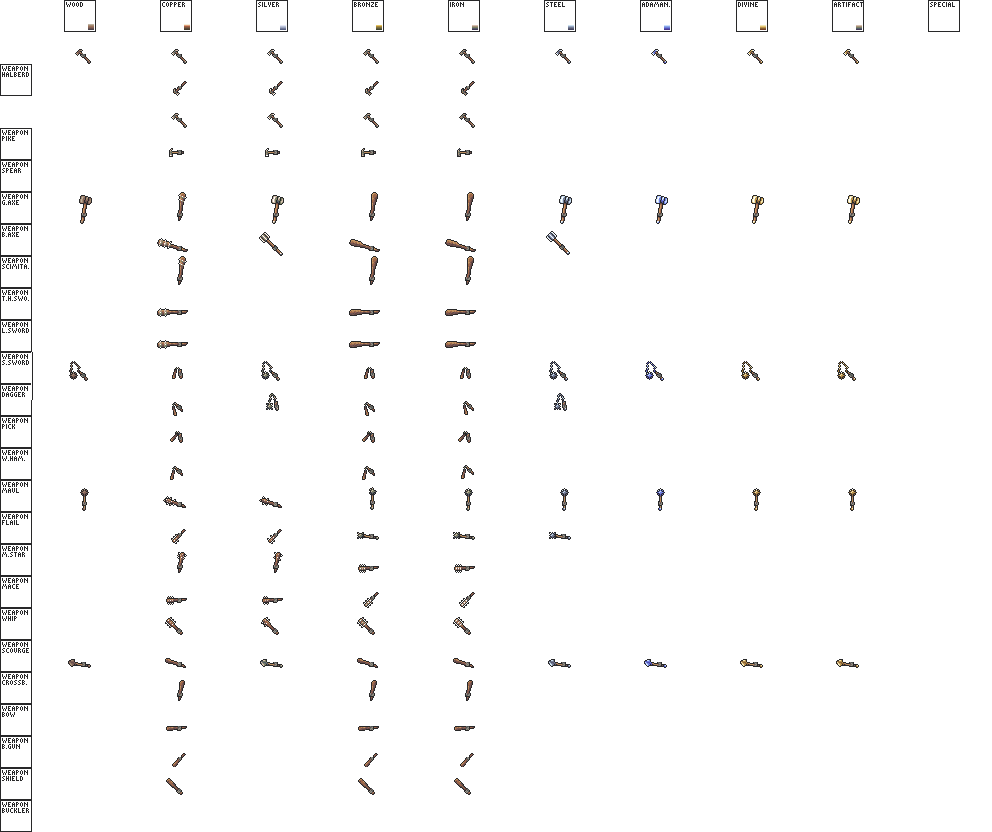 WOOD
COPPER
SILVER
BRONZE
IRON
STEEL
ADAMAN.
DIVINE
ARTIFACT
SPECIAL
WEAPON
HALBERD
WEAPON
PIKE
WEAPON
SPEAR
WEAPON
G.AXE
WEAPON
B.AXE
WEAPON
SCIMITA.
WEAPON
T.H.SWO.
WEAPON
L.SWORD
WEAPON
S.SWORD
WEAPON
DAGGER
WEAPON
PICK
WEAPON
W.HAM.
WEAPON
MAUL
WEAPON
FLAIL
WEAPON
M.STAR
WEAPON
MACE
WEAPON
WHIP
WEAPON
SCOURGE
WEAPON
CROSSB.
WEAPON
BOW
WEAPON
B.GUN
WEAPON
SHIELD
WEAPON
BUCKLER